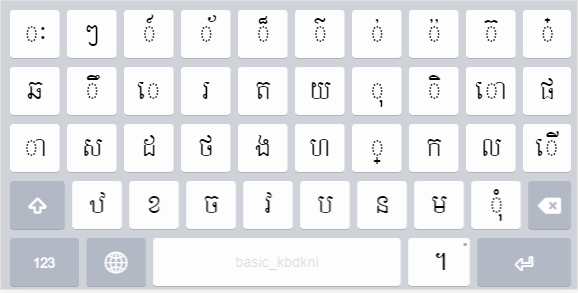 ◌ៈ ៗ ◌៍ ◌័ ◌៏ ◌៌ ◌់ ◌៉ ◌៊ ◌៎
ឆ ◌ឹ ◌េ រ ត យ ◌ុ ◌ិ ◌ោ ផ
◌ា ស ដ ថ ង ហ ◌្ ក ល ◌ើ
ឋ ខ ច វ ប ន ម ◌ុំ
123 basic_kbdkni ។